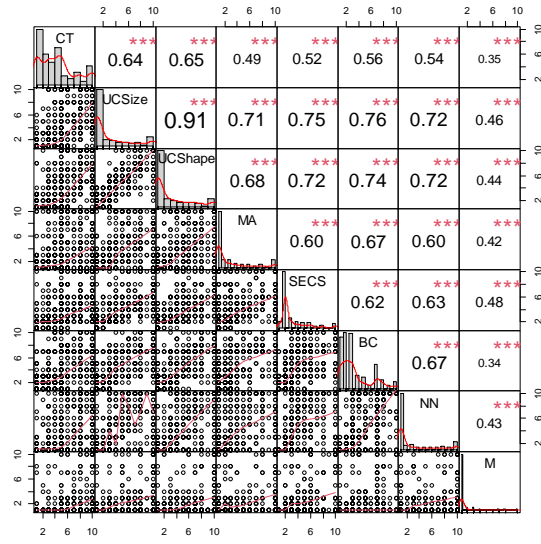 2 6 10 2 6 10 2 6 10 2 6 10
CT *** *** *** *** *** *** ***
0.64 0.65 0.49 0.52 0.56 0.54 0.35
2 6 10
2 6 10
UCSize *** *** *** *** *** ***
0.91 0.71 0.75 0.76 0.72 0.46
UCShape *** *** *** *** ***
0.68 0.72 0.74 0.72 0.44
2 6 10
2 6 10
MA *** *** *** ***
0.60 0.67 0.60 0.42
SECS *** *** ***
0.62 0.63 0.48
2 6 10
2 6 10
BC *** ***
0.67 0.34
NN ***
0.43
2 6 10
2 6 10
M
2 6 10 2 6 10 2 6 10 2 6 10